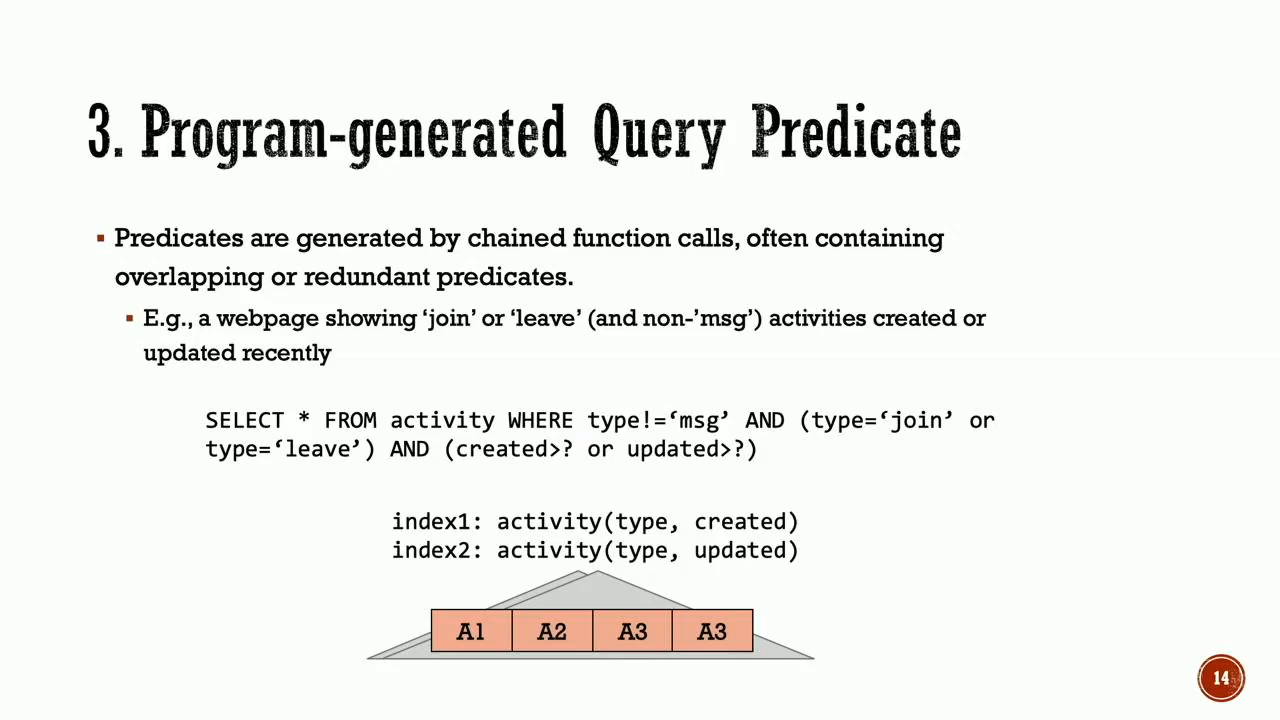 3. Program-generated Query Predicate
▪ Predicates are generated by chained function calls, often containing
overlapping or redundant predicates.
▪ E.g., a webpage showing ‘join’ or ‘leave’ (and non-’msg’) activities created or
updated recently
SELECT * FROM activity WHERE type!=‘msg’ AND (type=‘join’ or
type=‘leave’) AND (created>? or updated>?)
index1: activity(type, created)
index2: activity(type, updated)
A1 A2 A3 A3
14